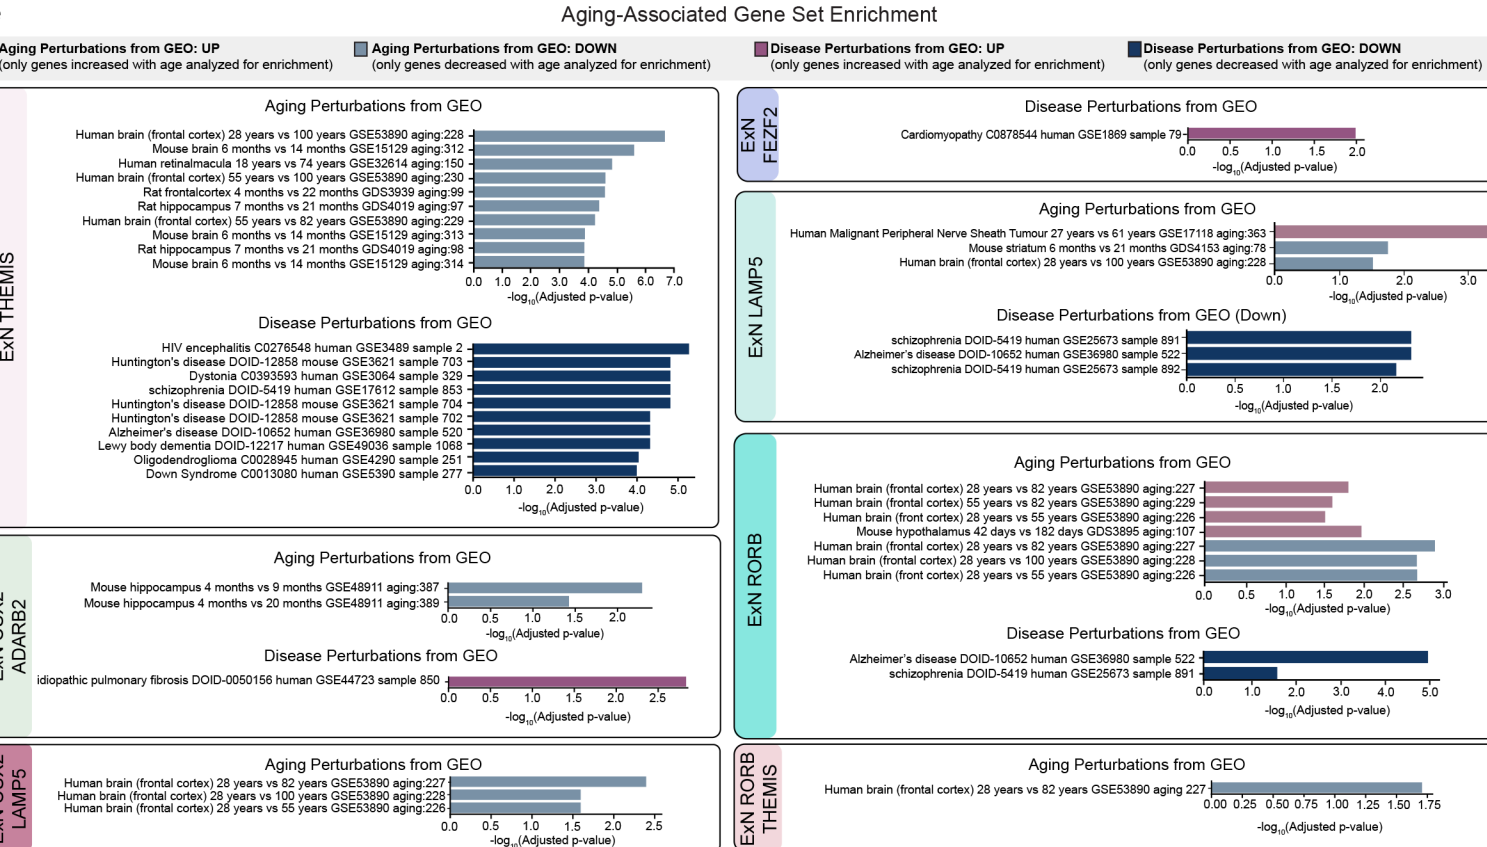 Aging-Associated Gene Set Enrichment
Aging Perturbations from GEO: UP
(only genes increased with age analyzed for enrichment)
Aging Perturbations from GEO: DOWN
(only genes decreased with age analyzed for enrichment)
Disease Perturbations from GEO: UP
(only genes increased with age analyzed for enrichment)
Disease Perturbations from GEO: DOWN
(only genes decreased with age analyzed for enrichment)
ExN THEMIS
Aging Perturbations from GEO
Human brain (frontal cortex) 28 years vs 100 years GSE53890 aging:228
Mouse brain 6 months vs 14 months GSE15129 aging:312
Human retinalmacula 18 years vs 74 years GSE32614 aging:150
Human brain (frontal cortex) 55 years vs 100 years GSE53890 aging:230
Rat frontalcortex 4 months vs 22 months GDS3939 aging:99
Rat hippocampus 7 months vs 21 months GDS4019 aging:97
Human brain (frontal cortex) 55 years vs 82 years GSE53890 aging:229
Mouse brain 6 months vs 14 months GSE15129 aging:313
Rat hippocampus 7 months vs 21 months GDS4019 aging:98
Mouse brain 6 months vs 14 months GSE15129 aging:314
0.0 1.0 2.0 3.0 4.0 5.0 6.0 7.0
-log10(Adjusted p-value)
Disease Perturbations from GEO
HIV encephalitis C0276548 human GSE3489 sample 2
Huntington's disease DOID-12858 mouse GSE3621 sample 703
Dystonia C0393593 human GSE3064 sample 329
schizophrenia DOID-5419 human GSE17612 sample 853
Huntington's disease DOID-12858 mouse GSE3621 sample 704
Huntington's disease DOID-12858 mouse GSE3621 sample 702
Alzheimer's disease DOID-10652 human GSE36980 sample 520
Lewy body dementia DOID-12217 human GSE49036 sample 1068
Oligodendroglioma C0028945 human GSE4290 sample 251
Down Syndrome C0013080 human GSE5390 sample 277
0.0 1.0 2.0 3.0 4.0 5.0
-log10(Adjusted p-value)
ADARB2
Aging Perturbations from GEO
Mouse hippocampus 4 months vs 9 months GSE48911 aging:387
Mouse hippocampus 4 months vs 20 months GSE48911 aging:389
0.0 0.5 1.0 1.5 2.0
-log10(Adjusted p-value)
Disease Perturbations from GEO
idiopathic pulmonary fibrosis DOID-0050156 human GSE44723 sample 850
0.0 0.5 1.0 1.5 2.0 2.5
-log10(Adjusted p-value)
LAMP5
Aging Perturbations from GEO
Human brain (frontal cortex) 28 years vs 82 years GSE53890 aging:227
Human brain (frontal cortex) 28 years vs 100 years GSE53890 aging:228
Human brain (frontal cortex) 28 years vs 55 years GSE53890 aging:226
0.0 0.5 1.0 1.5 2.0 2.5
-log10(Adjusted p-value)
ExN
FEZF2
Disease Perturbations from GEO
Cardiomyopathy C0878544 human GSE1869 sample 79
0.0 0.5 1.0 1.5 2.0
-log10(Adjusted p-value)
ExN LAMP5
Aging Perturbations from GEO
Human Malignant Peripheral Nerve Sheath Tumour 27 years vs 61 years GSE17118 aging:363
Mouse striatum 6 months vs 21 months GDS4153 aging:78
Human brain (frontal cortex) 28 years vs 100 years GSE53890 aging:228
0.0 1.0 2.0 3.0
-log10(Adjusted p-value)
Disease Perturbations from GEO (Down)
schizophrenia DOID-5419 human GSE25673 sample 891
Alzheimer's disease DOID-10652 human GSE36980 sample 522
schizophrenia DOID-5419 human GSE25673 sample 892
0.0 0.5 1.0 1.5 2.0
-log10(Adjusted p-value)
ExN RORB
Aging Perturbations from GEO
Human brain (frontal cortex) 28 years vs 82 years GSE53890 aging:227
Human brain (frontal cortex) 55 years vs 82 years GSE53890 aging:229
Human brain (front cortex) 28 years vs 55 years GSE53890 aging:226
Mouse hypothalamus 42 days vs 182 days GDS3895 aging:107
Human brain (frontal cortex) 28 years vs 82 years GSE53890 aging:227
Human brain (frontal cortex) 28 years vs 100 years GSE53890 aging:228
Human brain (front cortex) 28 years vs 55 years GSE53890 aging:226
0.0 0.5 1.0 1.5 2.0 2.5 3.0
-log10(Adjusted p-value)
Disease Perturbations from GEO
Alzheimer's disease DOID-10652 human GSE36980 sample 522
schizophrenia DOID-5419 human GSE25673 sample 891
0.0 1.0 2.0 3.0 4.0 5.0
-log10(Adjusted p-value)
ExN RORB
THEMIS
Aging Perturbations from GEO
Human brain (frontal cortex) 28 years vs 82 years GSE53890 aging 227
0.00 0.25 0.50 0.75 1.00 1.25 1.50 1.75
-log10(Adjusted p-value)